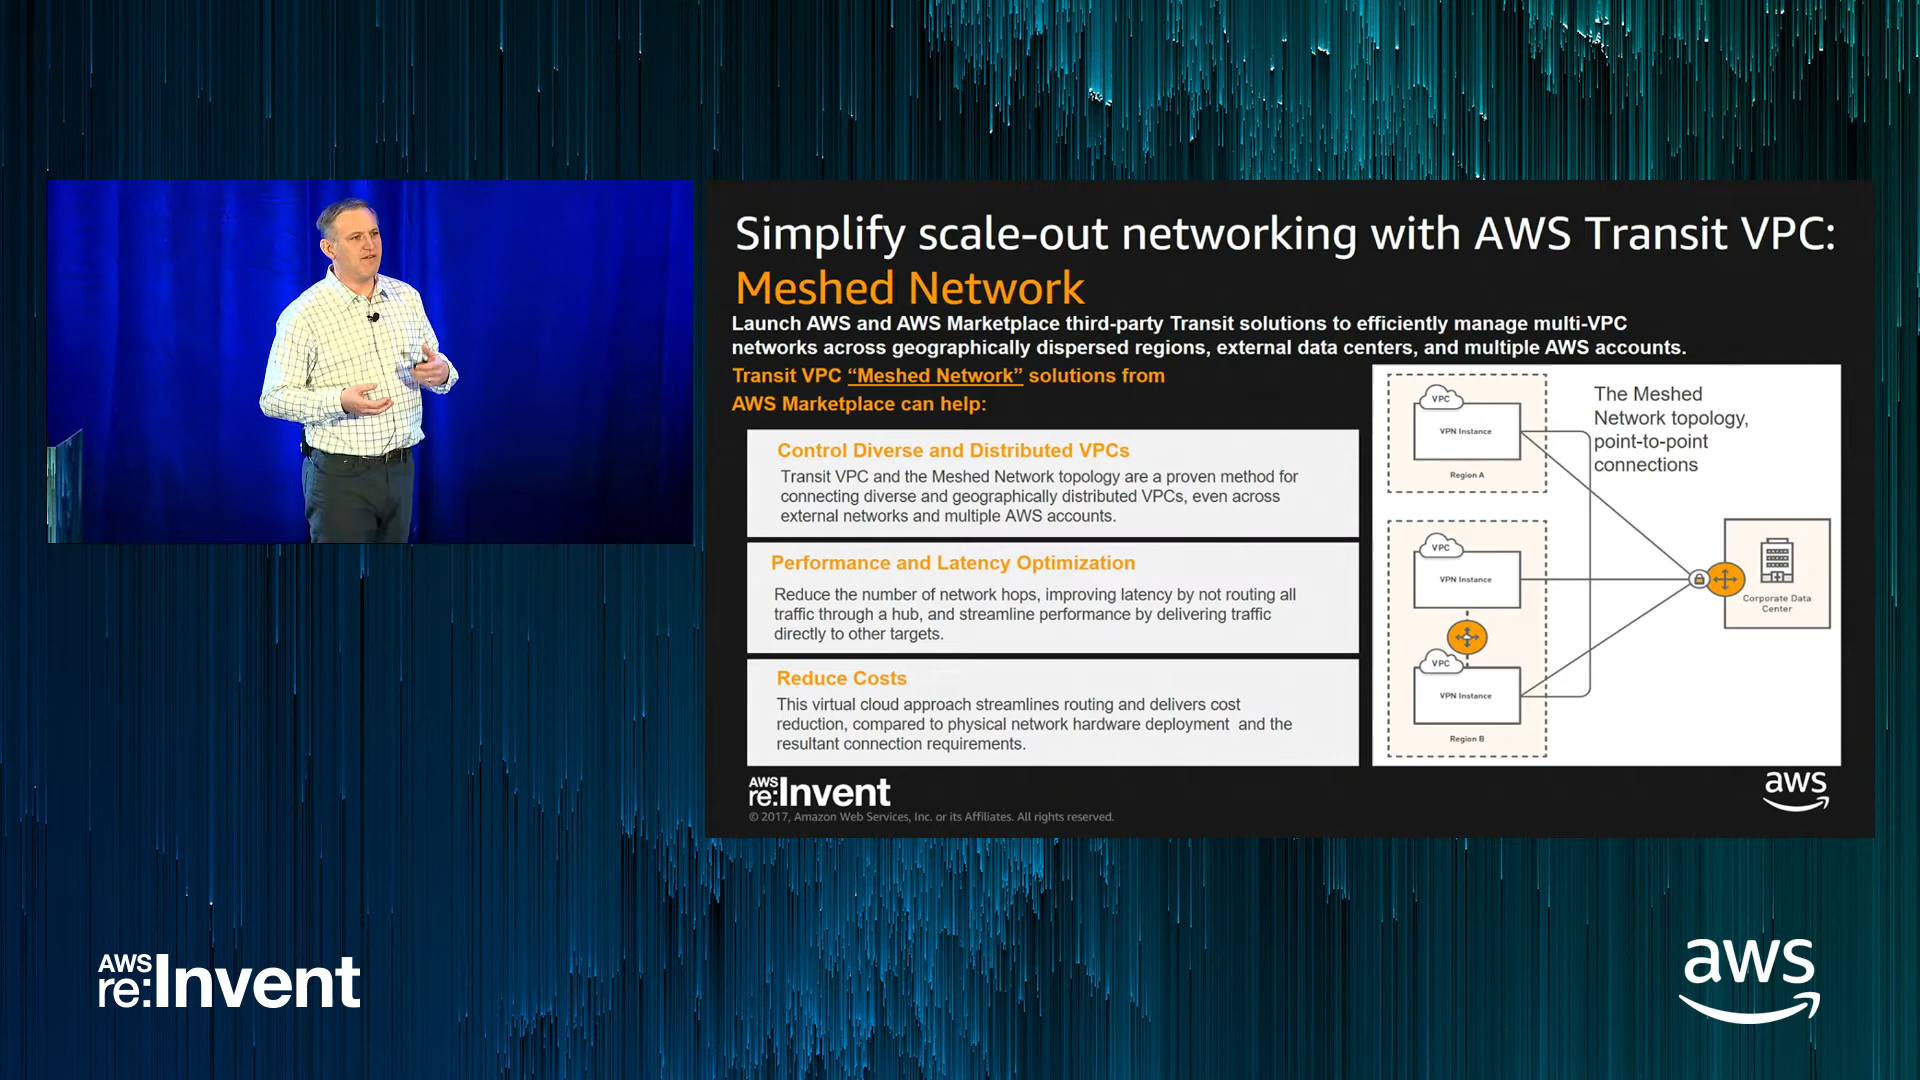 Simplify scale-out networking with AWS Transit VPC:
Meshed Network
Launch AWS and AWS Marketplace third-party Transit solutions to efficiently manage multi-VPC
networks across geographically dispersed regions, external data centers, and multiple AWS accounts.
Transit VPC “Meshed Network” solutions from
AWS Marketplace can help:
Control Diverse and Distributed VPCs
Transit VPC and the Meshed Network topology are a proven method for
connecting diverse and geographically distributed VPCs, even across
external networks and multiple AWS accounts.
Performance and Latency Optimization
Reduce the number of network hops, improving latency by not routing all
traffic through a hub, and streamline performance by delivering traffic
directly to other targets.
Reduce Costs
This virtual cloud approach streamlines routing and delivers cost
reduction, compared to physical network hardware deployment and the
resultant connection requirements.
The Meshed
Network topology,
point-to-point
connections
VPC
VPN Instance
Region A
VPC
VPN Instance
VPC
VPN Instance
Region B
Corporate Data
Center
AWS
re:Invent
© 2017, Amazon Web Services, Inc. or its Affiliates. All rights reserved.
aws
AWS
re:Invent
aws